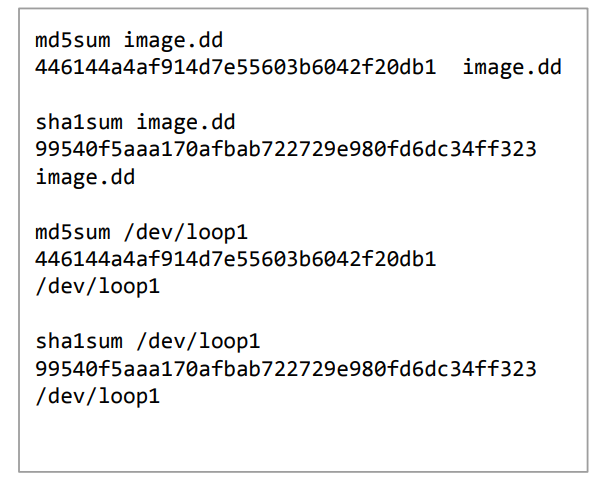 md5sum image.dd
446144a4af914d7e55603b6042f20db1  image.dd
sha1sum image.dd
99540f5aaa170afbab722729e980fd6dc34ff323
image.dd
md5sum /dev/loop1
446144a4af914d7e55603b6042f20db1
/dev/loop1
sha1sum /dev/loop1
99540f5aaa170afbab722729e980fd6dc34ff323
/dev/loop1